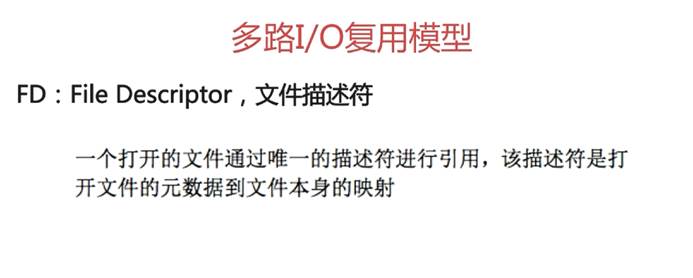 多路I/O复用模型
FD：File Descriptor，文件描述符
一个打开的文件通过唯一的描述符进行引用，该描述符是打
开文件的元数据到文件本身的映射